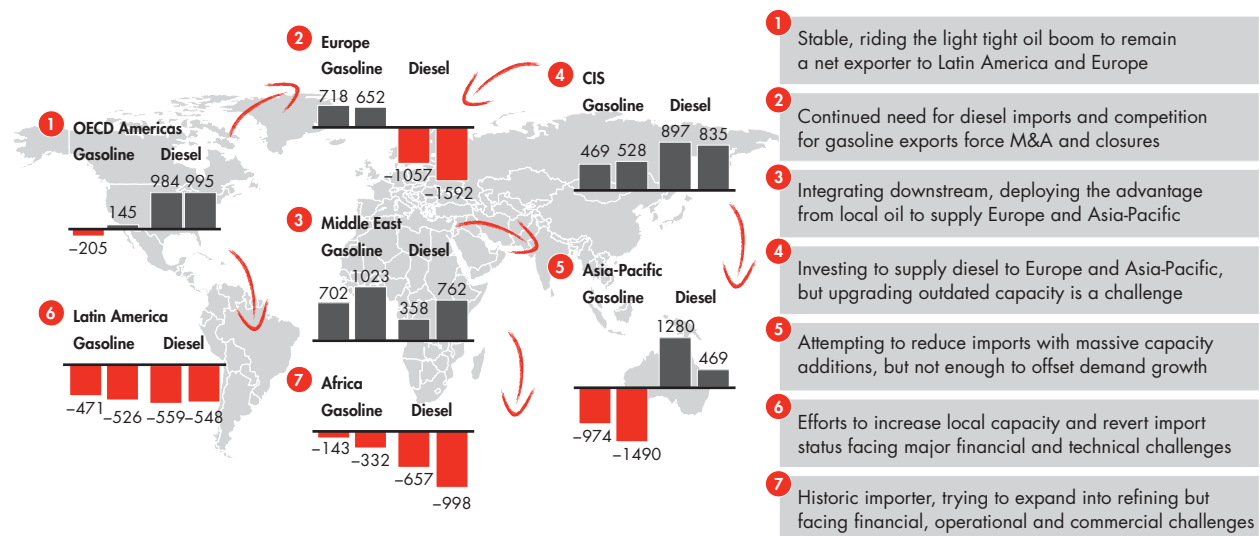 1
OECD Americas
Gasoline Diesel
–205 145 984 995
2
Europe
Gasoline Diesel
718 652 –1057 –1592
3
Middle East
Gasoline Diesel
702 1023 358 762
4
CIS
Gasoline Diesel
469 528 897 835
5
Asia-Pacific
Gasoline Diesel
–974 –1490 1280 469
6
Latin America
Gasoline Diesel
–471 –526 –559 –548
7
Africa
Gasoline Diesel
–143 –332 –657 –998
1
Stable, riding the light tight oil boom to remain
a net exporter to Latin America and Europe
2
Continued need for diesel imports and competition
for gasoline exports force M&A and closures
3
Integrating downstream, deploying the advantage
from local oil to supply Europe and Asia-Pacific
4
Investing to supply diesel to Europe and Asia-Pacific,
but upgrading outdated capacity is a challenge
5
Attempting to reduce imports with massive capacity
additions, but not enough to offset demand growth
6
Efforts to increase local capacity and revert import
status facing major financial and technical challenges
7
Historic importer, trying to expand into refining but
facing financial, operational and commercial challenges